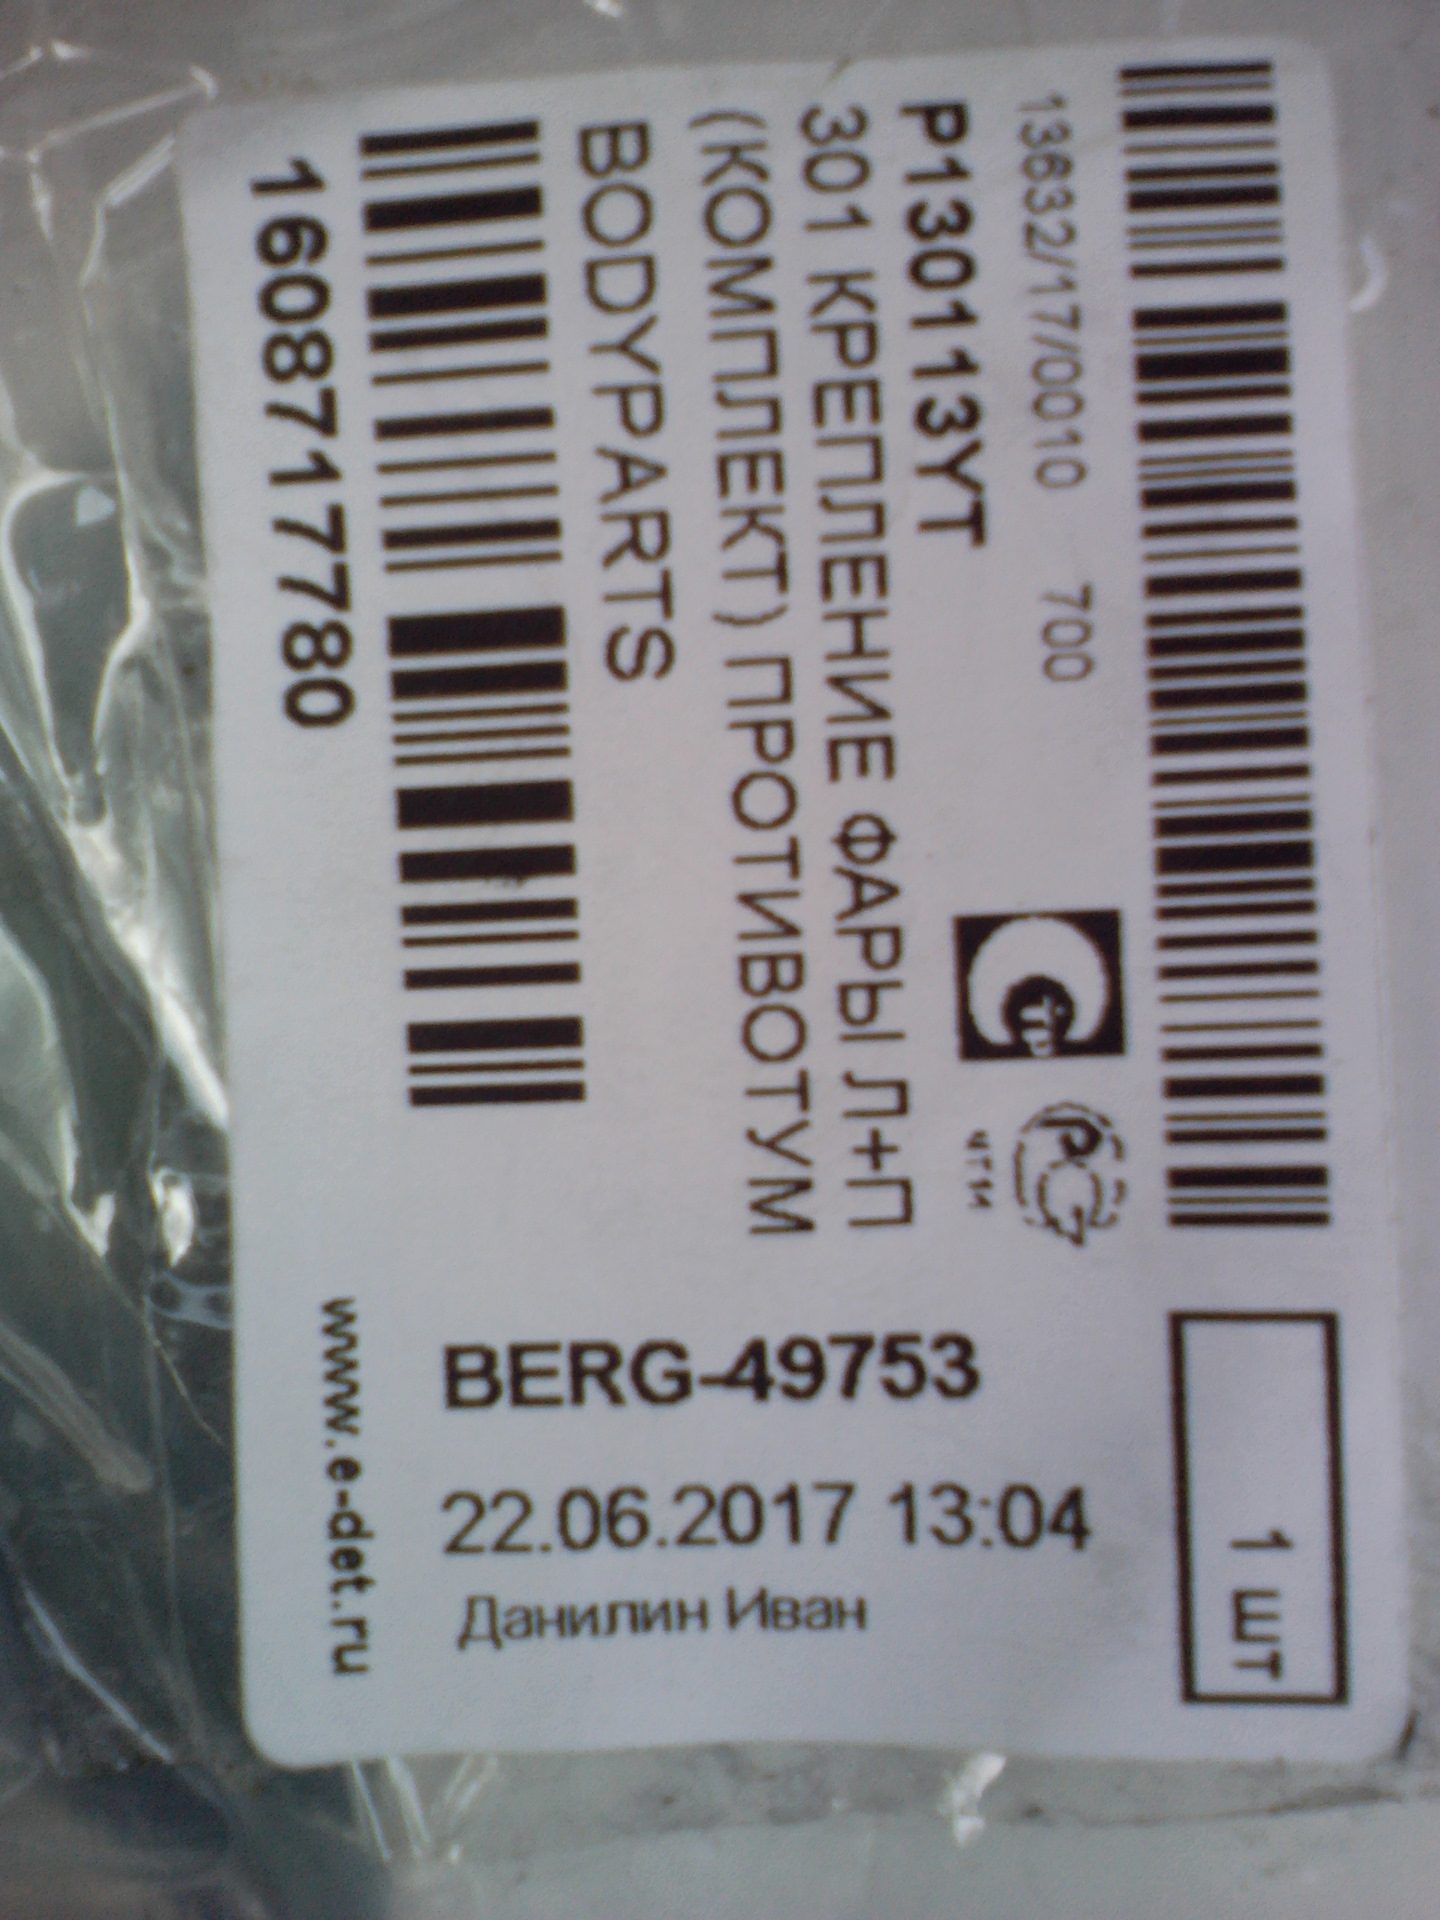 1 ШТ
13632/17/0010 700
P130113YT
301 КРЕПЛЕНИЕ ФАРЫ Л+П
(КОМПЛЕКТ) ПРОТИВОТУМ
BODYPARTS
1608717780
ЧГ14
BERG-49753
22.06.2017 13:04
Данилин Иван
www.e-det.ru